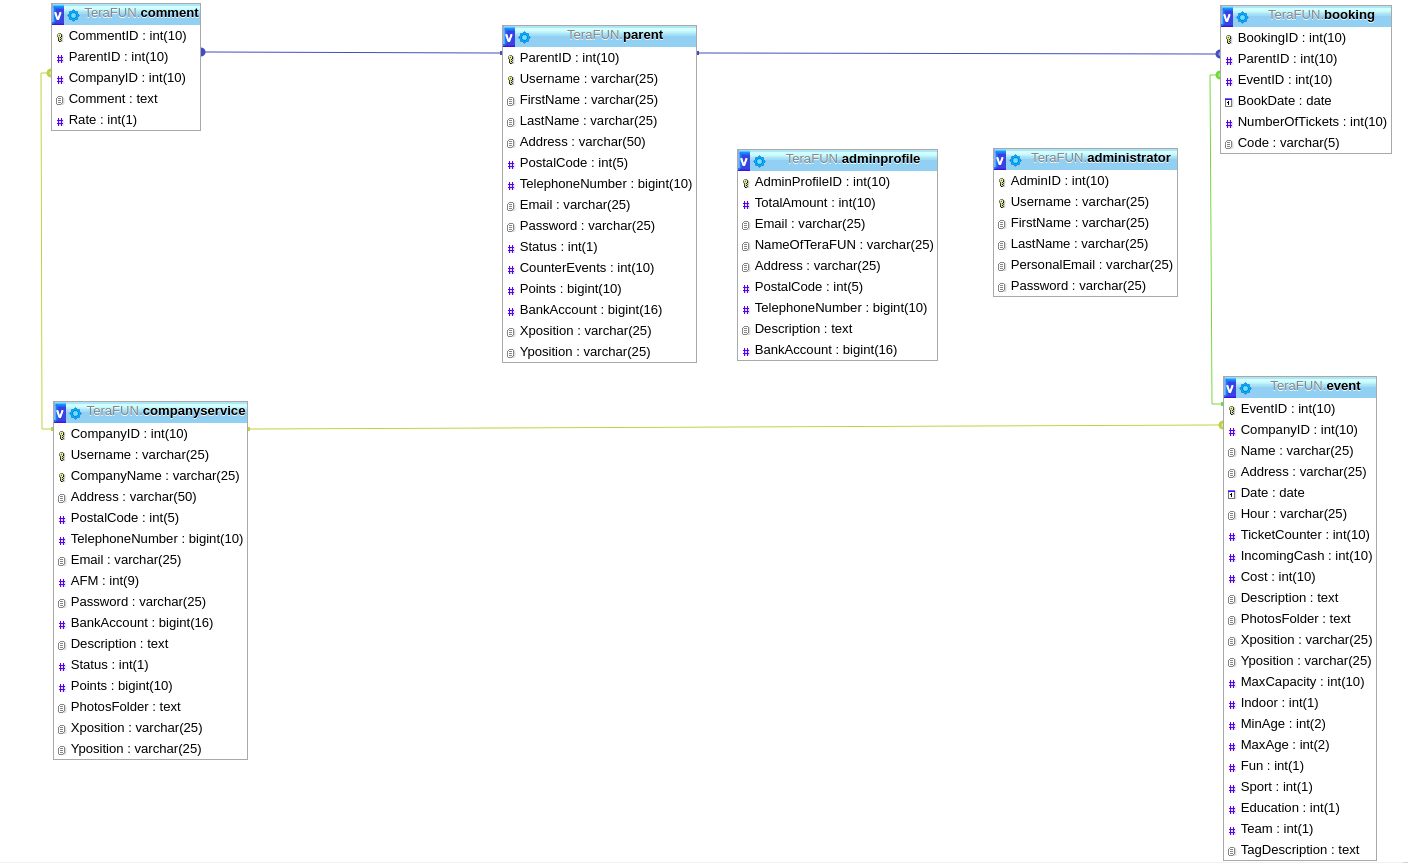 TeraFUN.comment
CommentID : int(10)
ParentID : int(10)
CompanyID : int(10)
Comment : text
Rate : int(1)
TeraFUN.parent
ParentID : int(10)
Username : varchar(25)
FirstName : varchar(25)
LastName : varchar(25)
Address : varchar(50)
PostalCode : int(5)
TelephoneNumber : bigint(10)
Email : varchar(25)
Password : varchar(25)
Status : int(1)
CounterEvents : int(10)
Points : bigint(10)
BankAccount : bigint(16)
Xposition : varchar(25)
Yposition : varchar(25)
TeraFUN.adminprofile
AdminProfileID : int(10)
TotalAmount : int(10)
Email : varchar(25)
NameOfTeraFUN : varchar(25)
Address : varchar(25)
PostalCode : int(5)
TelephoneNumber : bigint(10)
Description : text
BankAccount : bigint(16)
TeraFUN.administrator
AdminID : int(10)
Username : varchar(25)
FirstName : varchar(25)
LastName : varchar(25)
PersonalEmail : varchar(25)
Password : varchar(25)
TeraFUN.booking
BookingID : int(10)
ParentID : int(10)
EventID : int(10)
BookDate : date
NumberOfTickets : int(10)
Code : varchar(5)
TeraFUN.companyservice
CompanyID : int(10)
Username : varchar(25)
CompanyName : varchar(25)
Address : varchar(50)
PostalCode : int(5)
TelephoneNumber : bigint(10)
Email : varchar(25)
AFM : int(9)
Password : varchar(25)
BankAccount : bigint(16)
Description : text
Status : int(1)
Points : bigint(10)
PhotosFolder : text
Xposition : varchar(25)
Yposition : varchar(25)
TeraFUN.event
EventID : int(10)
CompanyID : int(10)
Name : varchar(25)
Address : varchar(25)
Date : date
Hour : varchar(25)
TicketCounter : int(10)
IncomingCash : int(10)
Cost : int(10)
Description : text
PhotosFolder : text
Xposition : varchar(25)
Yposition : varchar(25)
MaxCapacity : int(10)
Indoor : int(1)
MinAge : int(2)
MaxAge : int(2)
Fun : int(1)
Sport : int(1)
Education : int(1)
Team : int(1)
TagDescription : text